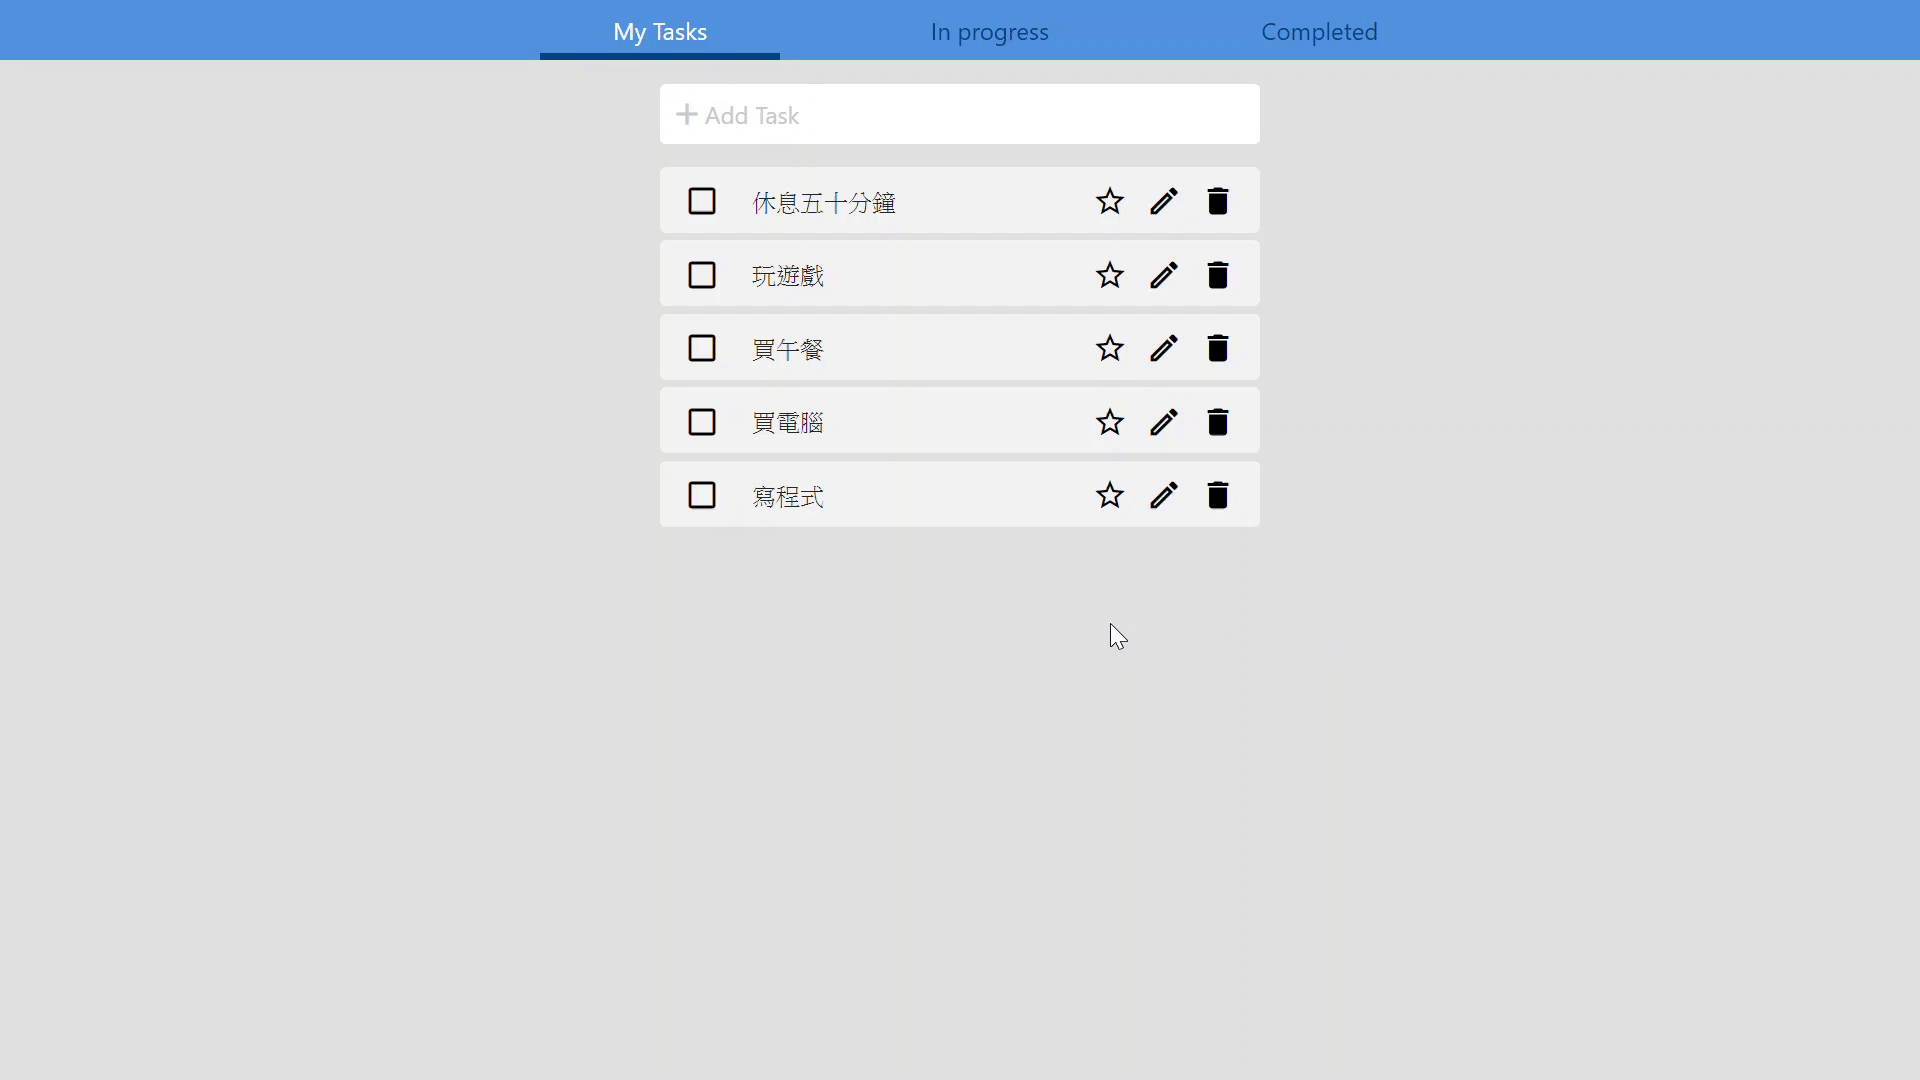 My Tasks
In progress
Completed
Add Task
休息五十分鐘
玩遊戲
買午餐
買電腦
寫程式